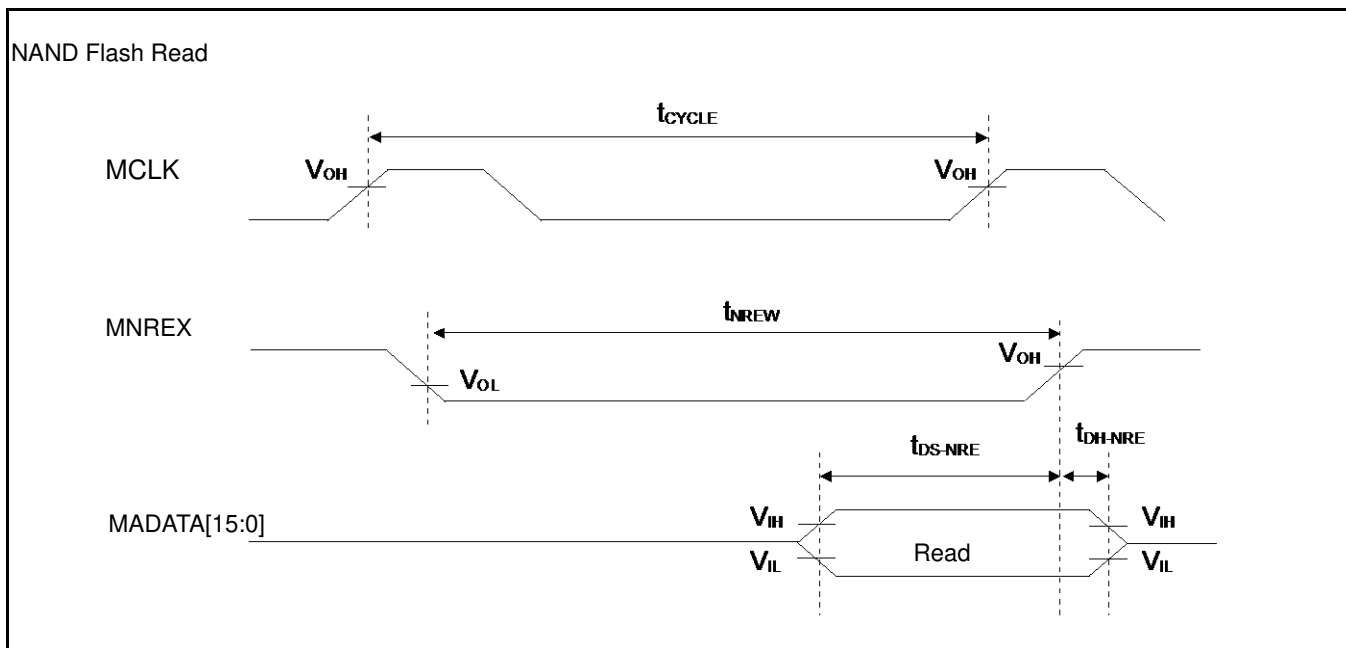 NAND Flash Read
tCYCLE
MCLK
VOH
VOH
tNREW
MNREX
VOH
VOL
tDS-NRE
tDH-NRE
MADATA[15:0]
VIH
VIH
Read
VIL
VIL